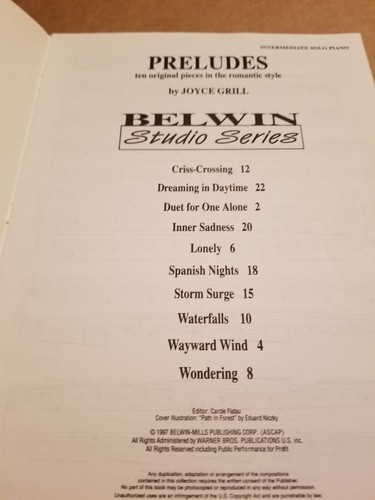 INTERMEDIATE SOLO PIANO
PRELUDES
ten original pieces in the romantic style
by JOYCE GRILL
BELWIN
Studio Series
Criss-Crossing 12
Dreaming in Daytime 22
Duet for One Alone 2
Inner Sadness 20
Lonely 6
Spanish Nights 18
Storm Surge 15
Waterfalls 10
Wayward Wind 4
Wondering 8
Editor: Carole Flatau
Cover Illustration: "Path In Forest" by Eduard Niczky
© 1997 BELWIN-MILLS PUBLISHING CORP. (ASCAP)
All Rights Administered by WARNER BROS. PUBLICATIONS U.S. Inc.
All Rights Reserved including Public Performance for Profit
Any duplication, adaptation or arrangement of the compositions
contained in this collection requires the written consent of the Publisher.
No part of this book may be photocopied or reproduced in any way without permission.
Unauthorized uses are an infringement of the U.S. Copyright Act and are punishable by law.